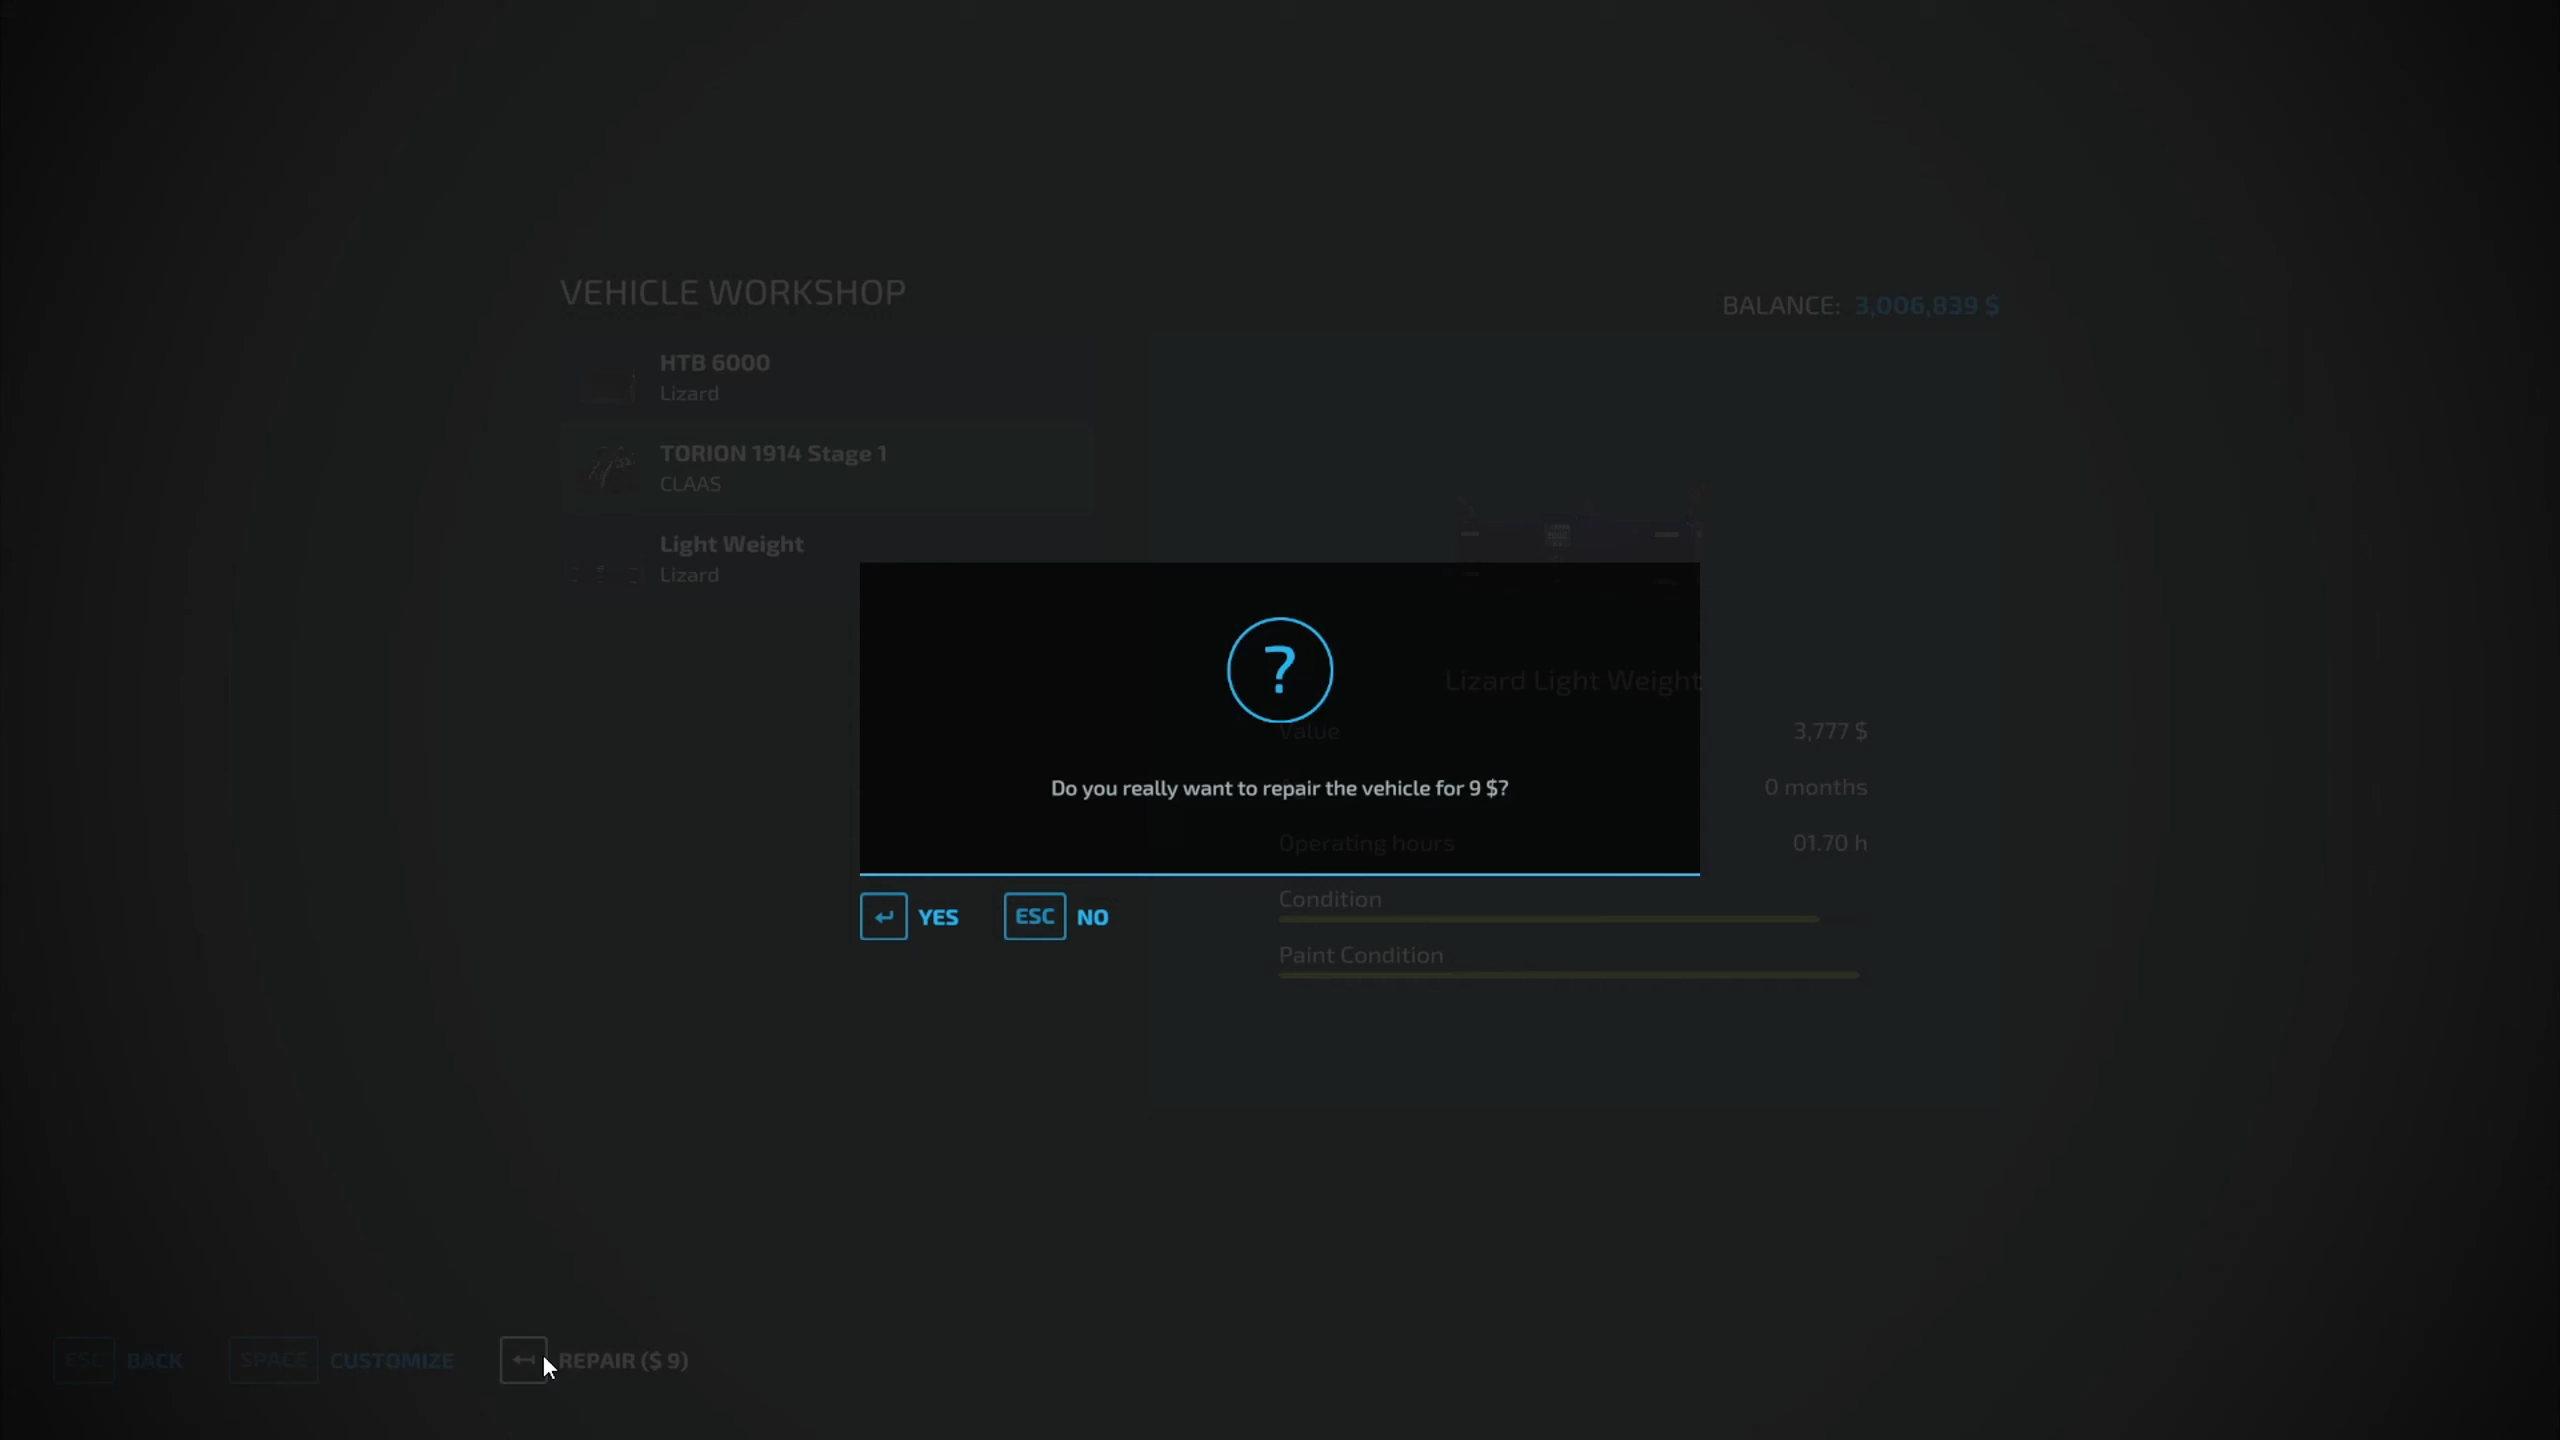 VEHICLE WORKSHOP
BALANCE: 3,006,839 $
HTB 6000
Lizard
TORION 1914 Stage 1
CLAAS
Light Weight
Lizard
?
Lizard Light Weight
Value 3,777 $
Do you really want to repair the vehicle for 9 $?
0 months
Operating hours 01.70 h
YES ESC NO
Condition
Paint Condition
ESC BACK SPACE CUSTOMIZE REPAIR ($ 9)